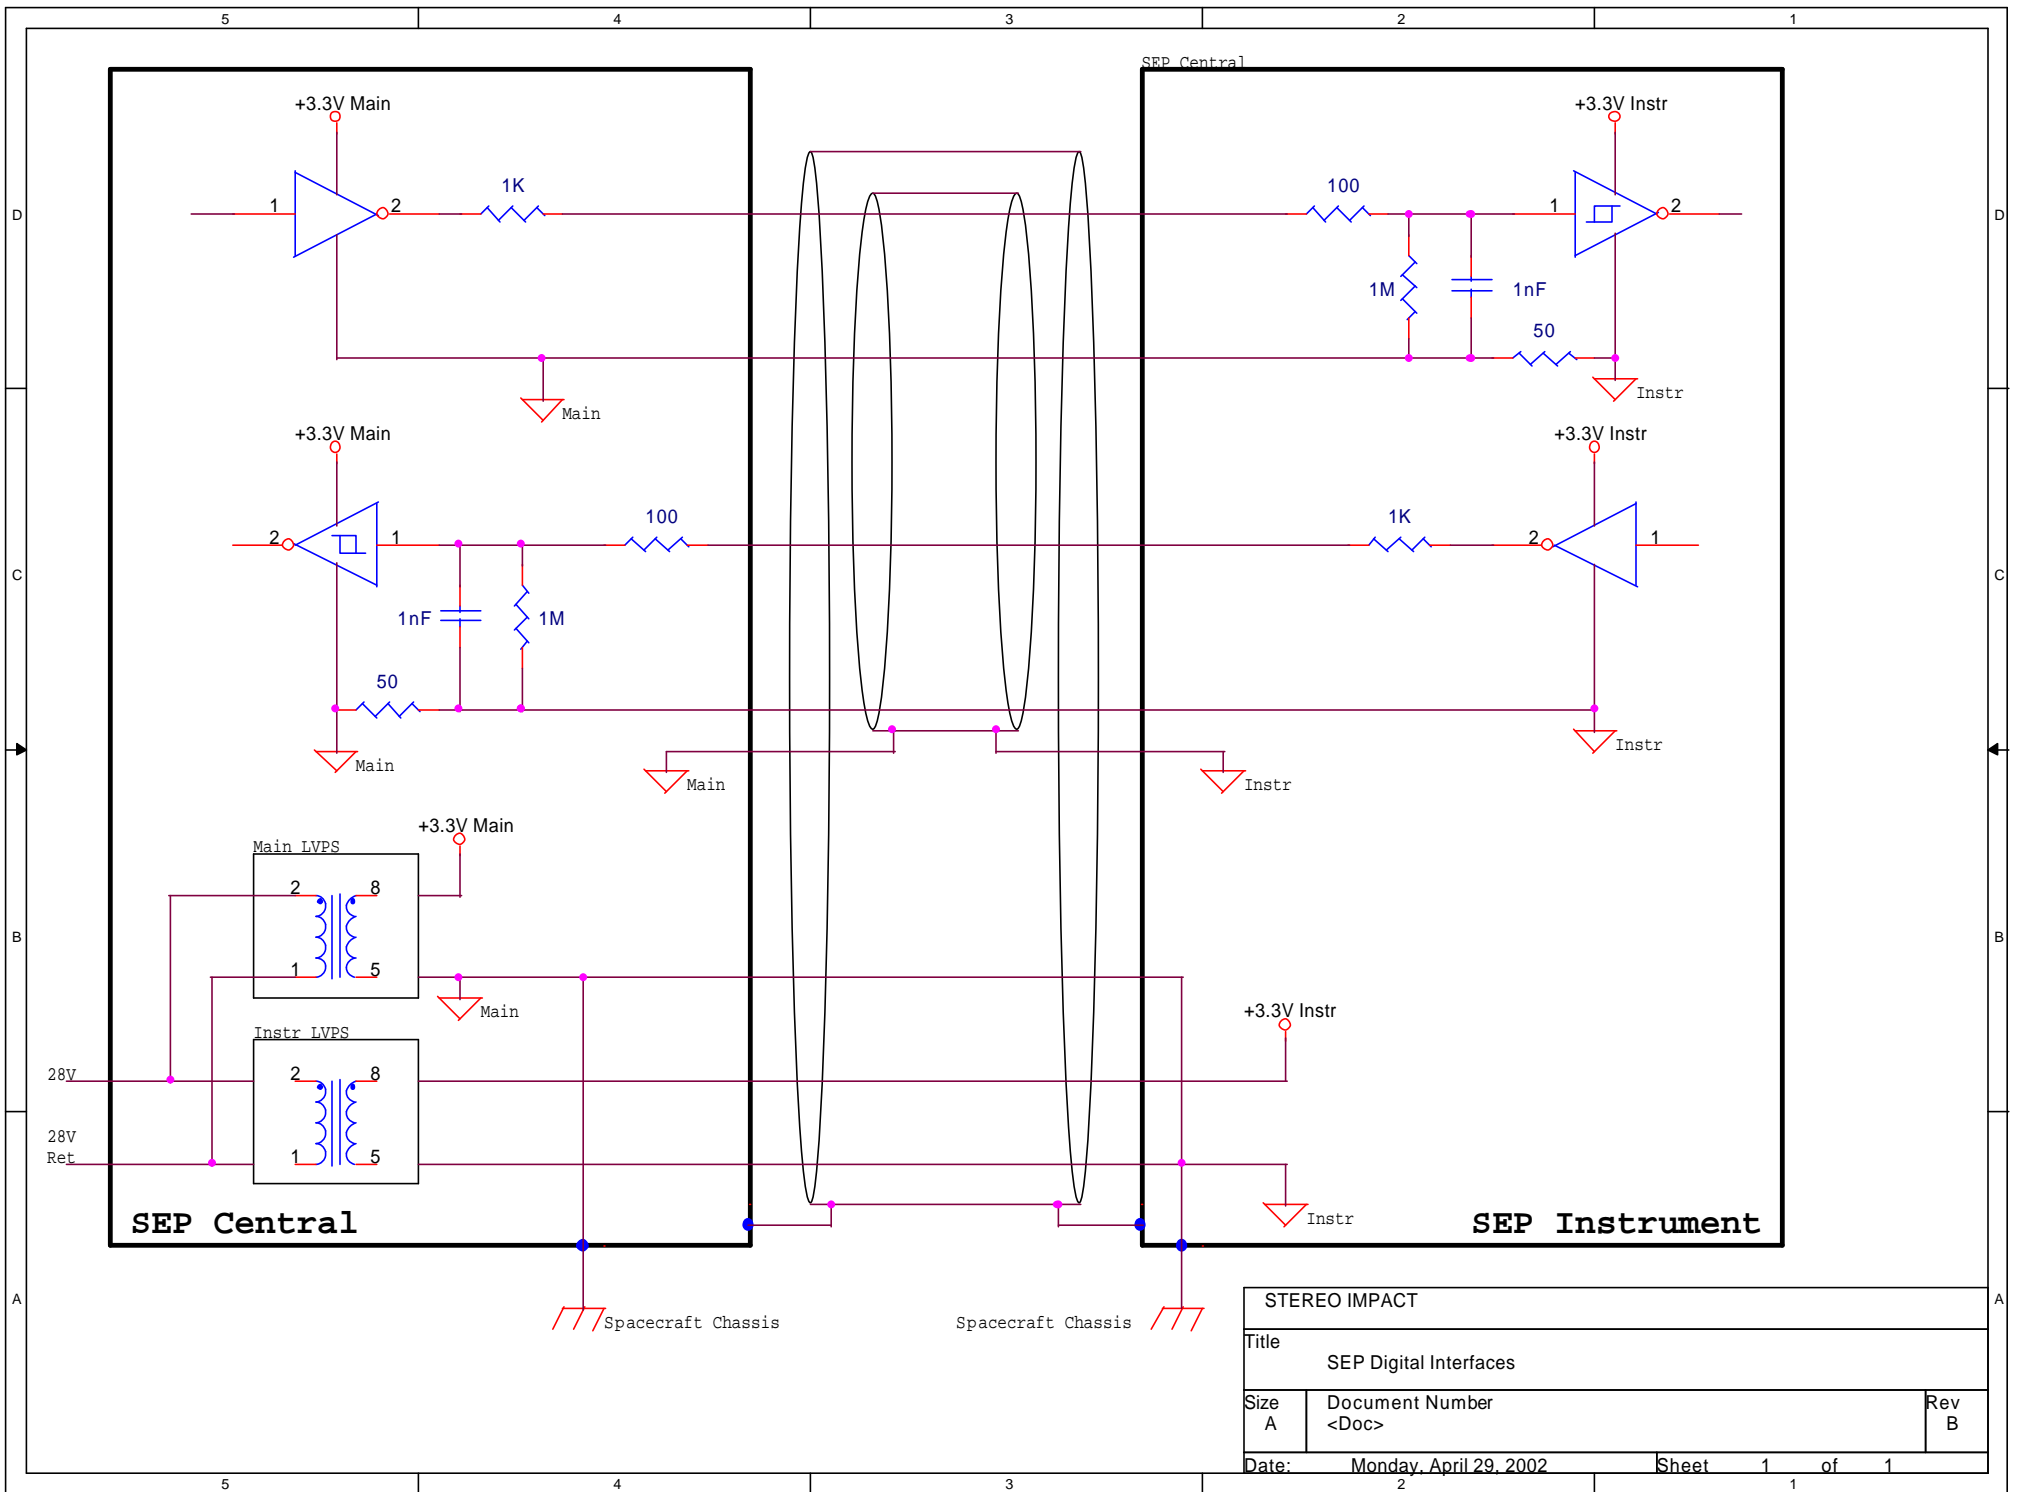 5 4 3 2 1
SEP Central
+3.3V Main
+3.3V Instr
D
1
2
1K
100
1
2
D
1M
1nF
50
Main
Instr
+3.3V Main
+3.3V Instr
2
1
100
1K
2
1
C
C
1nF
1M
50
Main
Main
Instr
Instr
+3.3V Main
Main LVPS
2
8
B
B
1
5
Main
+3.3V Instr
Instr LVPS
28V
2
8
28V
Ret
1
5
SEP Central
Instr
SEP Instrument
A
A
Spacecraft Chassis
Spacecraft Chassis
STEREO IMPACT
Title
SEP Digital Interfaces
Size
A
Document Number
<Doc>
Rev
B
Date:
Monday, April 29, 2002
Sheet 1 of 1
5 4 3 2 1